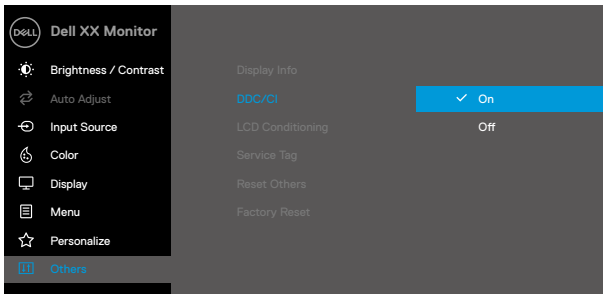 DELL
Dell XX Monitor
Brightness / Contrast
Auto Adjust
Input Source
Color
Display
Menu
Personalize
Others
Display Info
DDC/CI
LCD Conditioning
Service Tag
Reset Others
Factory Reset
On
Off